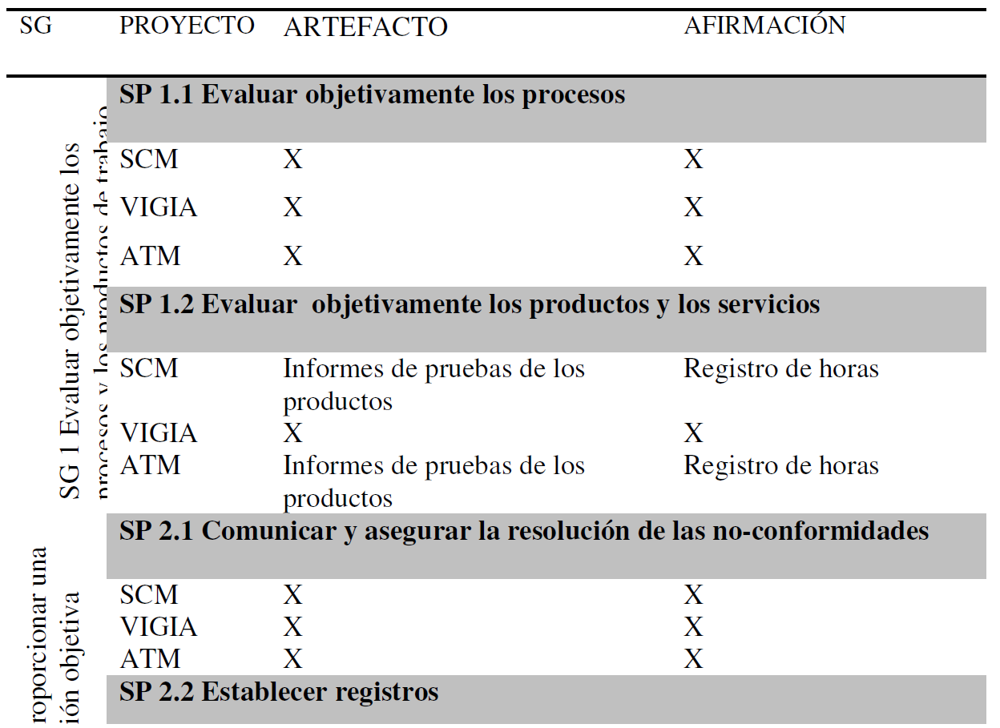 SG PROYECTO ARTEFACTO AFIRMACIÓN
SG 1 Evaluar objetivamente los
procesos y los productos de trabajo
SP 1.1 Evaluar objetivamente los procesos
SCM X X
VIGIA X X
ATM X X
SP 1.2 Evaluar objetivamente los productos y los servicios
SCM Informes de pruebas de los Registro de horas
productos
VIGIA X X
ATM Informes de pruebas de los Registro de horas
productos
roporcionar una
ión objetiva
SP 2.1 Comunicar y asegurar la resolución de las no-conformidades
SCM X X
VIGIA X X
ATM X X
SP 2.2 Establecer registros